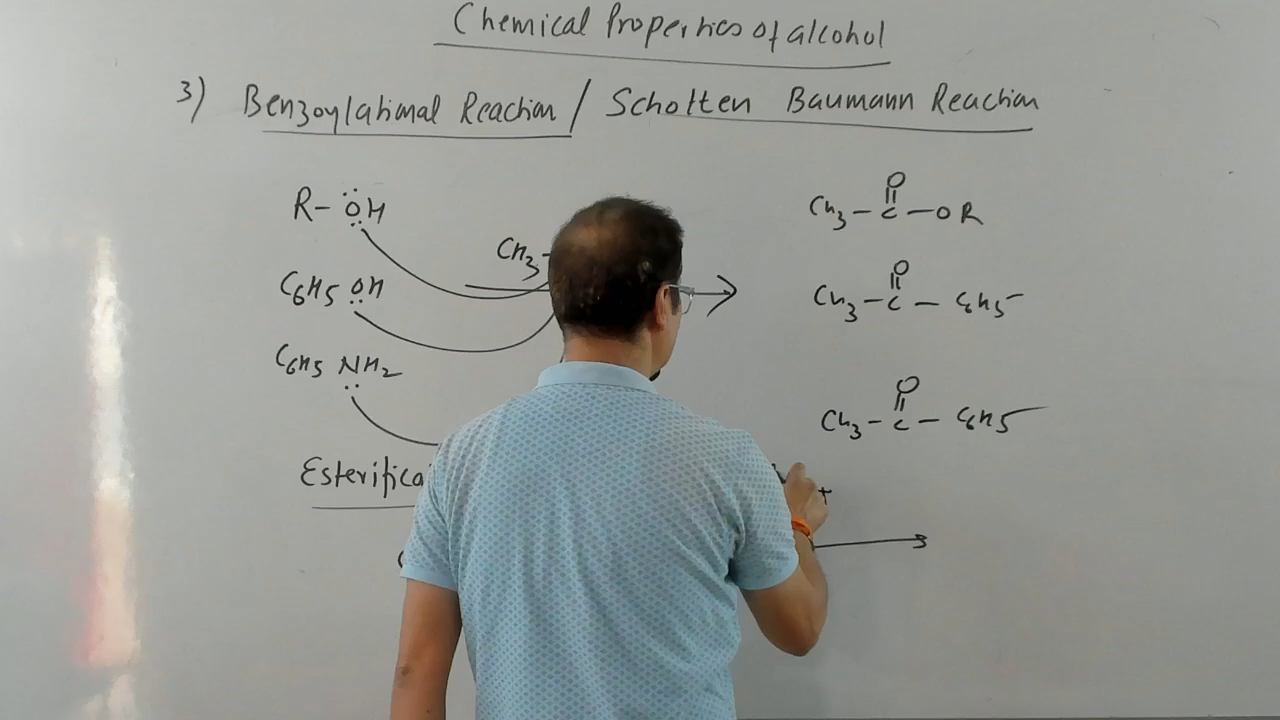 Chemical Properties of alcohol
3) Benzoylational Reaction / Schotten Baumann Reaction
R-ÖH
CH3-
CH3-C-OR
O
C6H5 OH
CH3-C-C6H5-
O
C6H5 NH2
CH3-C-C6H5
O
Esterifica
+